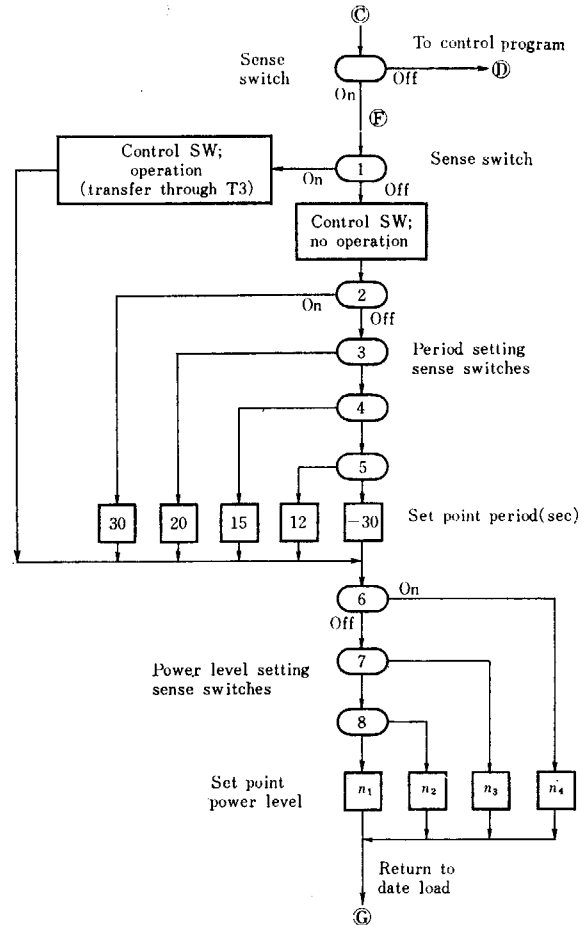 C
To control program
Sense
switch
Off
D
On
F
Control SW;
operation
(transfer through T3)
On
1
Sense switch
Off
Control SW;
no operation
On
2
Off
3
Period setting
sense switches
4
5
30
20
15
12
−30
Set point period(sec)
6
On
Off
7
Power level setting
sense switches
8
Set point
power level
n₁
n₂
n₃
n₄
Return to
date load
G